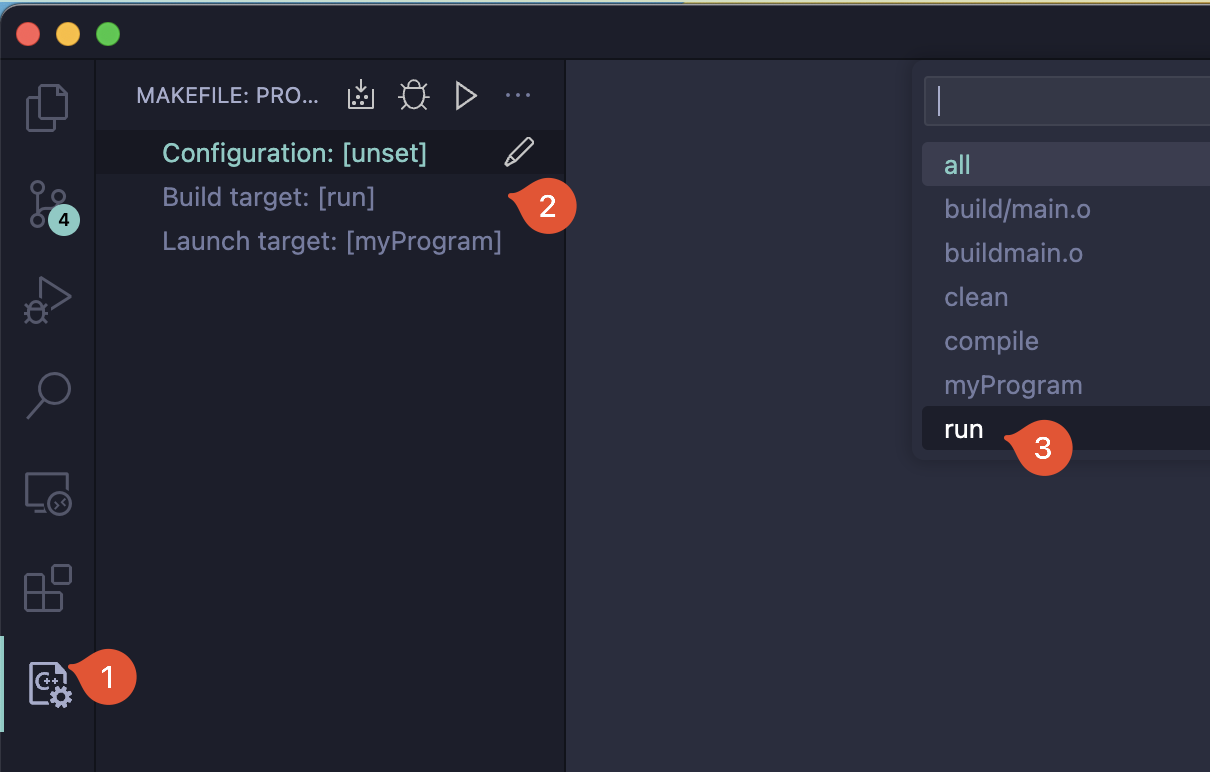 MAKEFILE: PRO...
Configuration: [unset]
Build target: [run]
2
Launch target: [myProgram]
4
C++
1
all
build/main.o
buildmain.o
clean
compile
myProgram
run
3